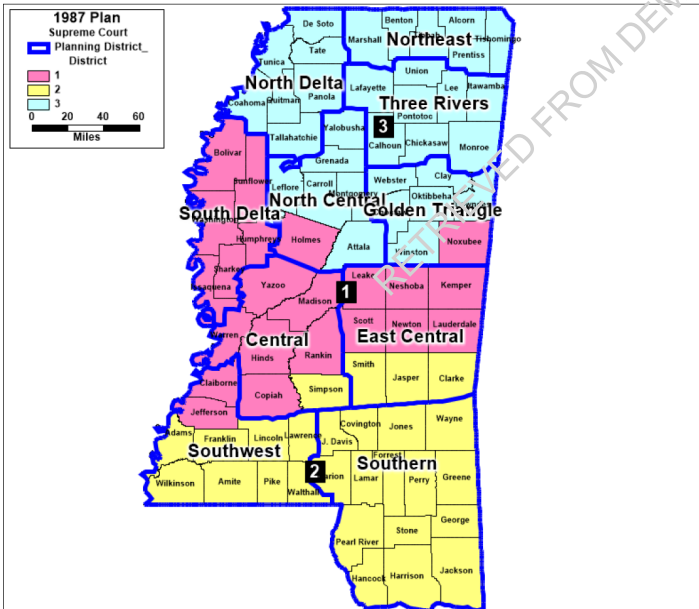 1987 Plan
Supreme Court
Planning District_
District
1
2
3
0 20 40 60
Miles
RETRIEVED FROM DEM
De Soto
Benton
Alcorn
Tishomingo
Marshall
Northeast
Prentiss
Tate
Tunica
North Delta
Panola
Quitman
Coahoma
Tallahatchie
Union
Lafayette
Lee
Itawamba
Three Rivers
Pontotoc
3
Calhoun
Chickasaw
Monroe
Yalobusha
Grenada
Bolivar
Sunflower
Leflore
Carroll
Montgomery
North Central
Webster
Clay
Oktibbeha
Golden Triangle
South Delta
Washington
Humphreys
Holmes
Attala
Winston
Noxubee
Sharkey
Issaquena
Yazoo
Madison
1
Leake
Neshoba
Kemper
Scott
Newton
Lauderdale
East Central
Central
Warren
Hinds
Rankin
Smith
Jasper
Clarke
Claiborne
Copiah
Simpson
Jefferson
Adams
Franklin
Lincoln
Lawrence
Southwest
J. Davis
Covington
Jones
Wayne
2
Marion
Forrest
Southern
Wilkinson
Amite
Pike
Walthall
Lamar
Perry
Greene
George
Stone
Pearl River
Hancock
Harrison
Jackson